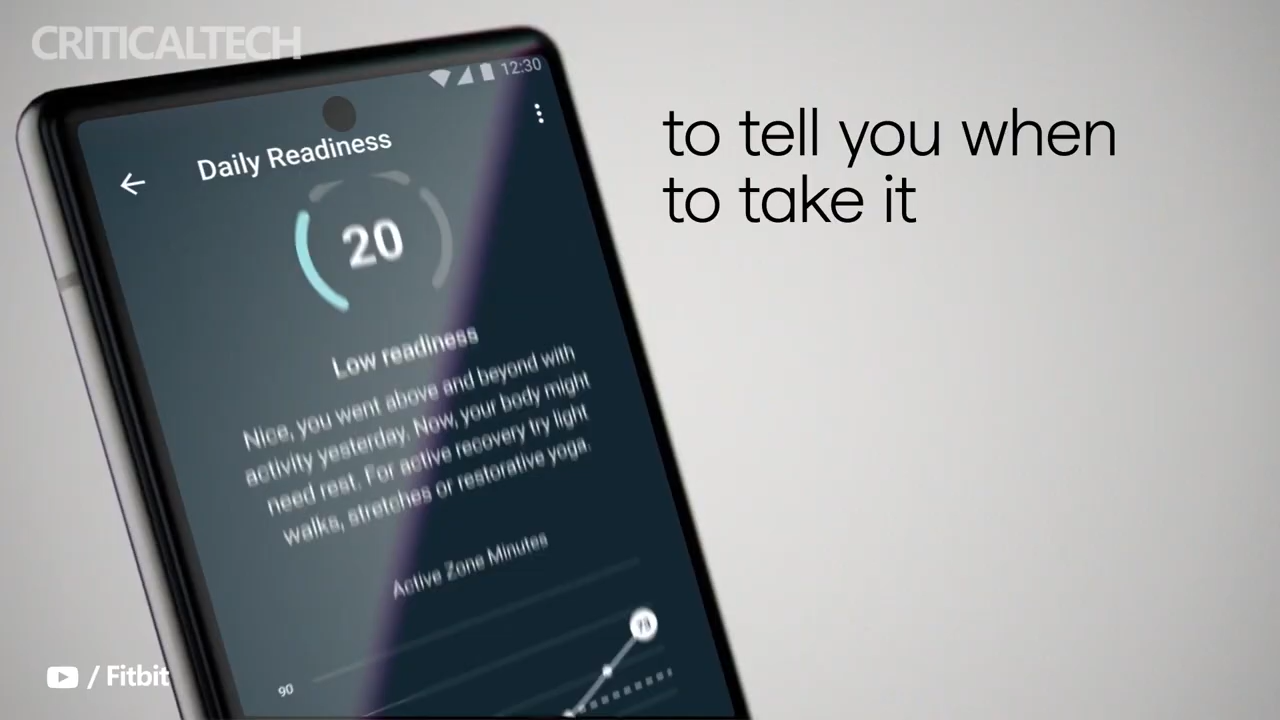 CRITICALTECH
12:30
Daily Readiness
20
Low readiness
Nice, you went above and beyond with
activity yesterday. Now, your body might
need rest. For active recovery try light
walks, stretches or restorative yoga.
Active Zone Minutes
90
to tell you when
to take it
/ Fitbit